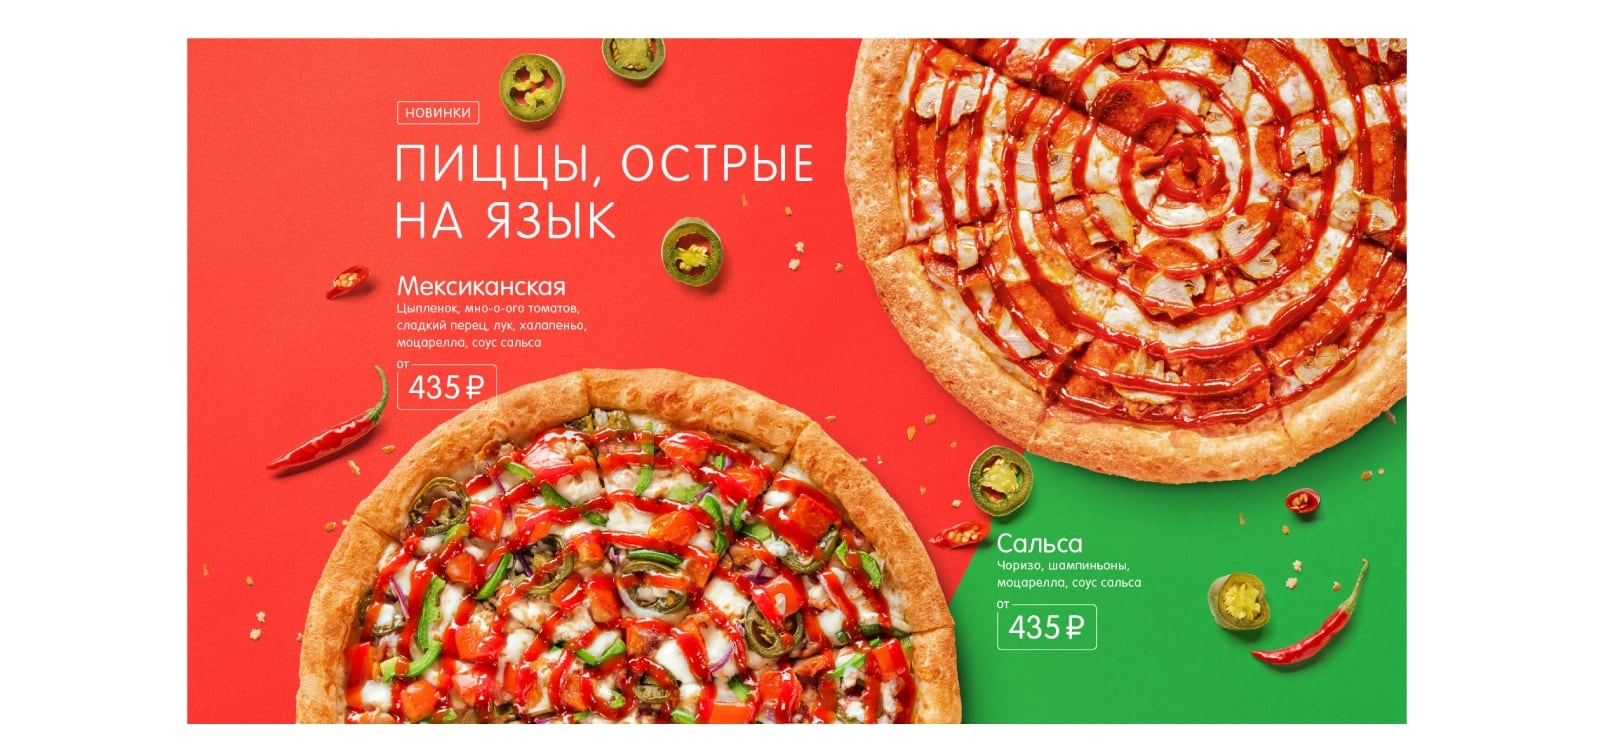 НОВИНКИ
ПИЦЦЫ, ОСТРЫЕ
НА ЯЗЫК
Мексиканская
Цыпленок, мно-о-ого томатов,
сладкий перец, лук, халапеньо,
моцарелла, соус сальса
от
435 ₽
Сальса
Чоризо, шампиньоны,
моцарелла, соус сальса
от
435 ₽